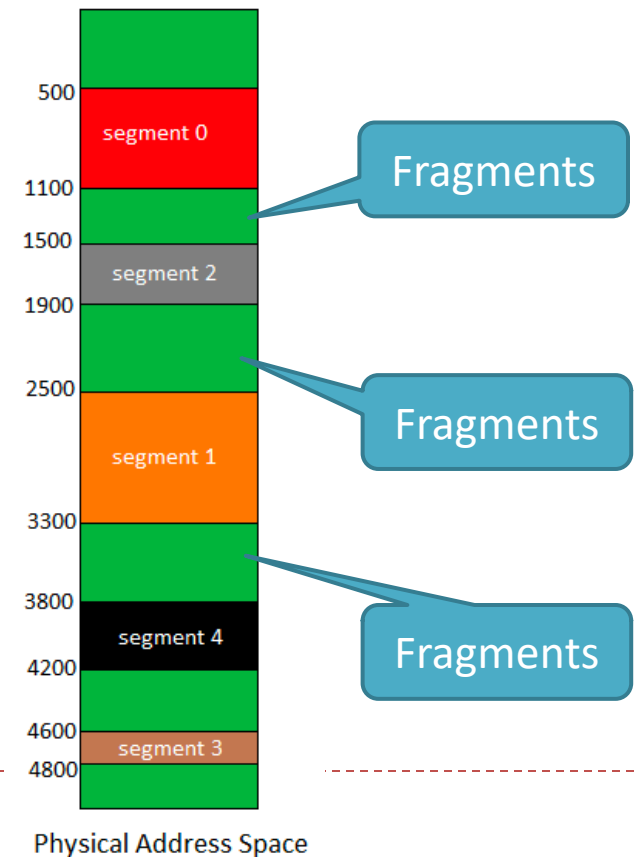 500
segment 0
Fragments
1100
1500
segment 2
1900
2500
Fragments
segment 1
3300
3800
segment 4
Fragments
4200
4600
segment 3
4800
Physical Address Space